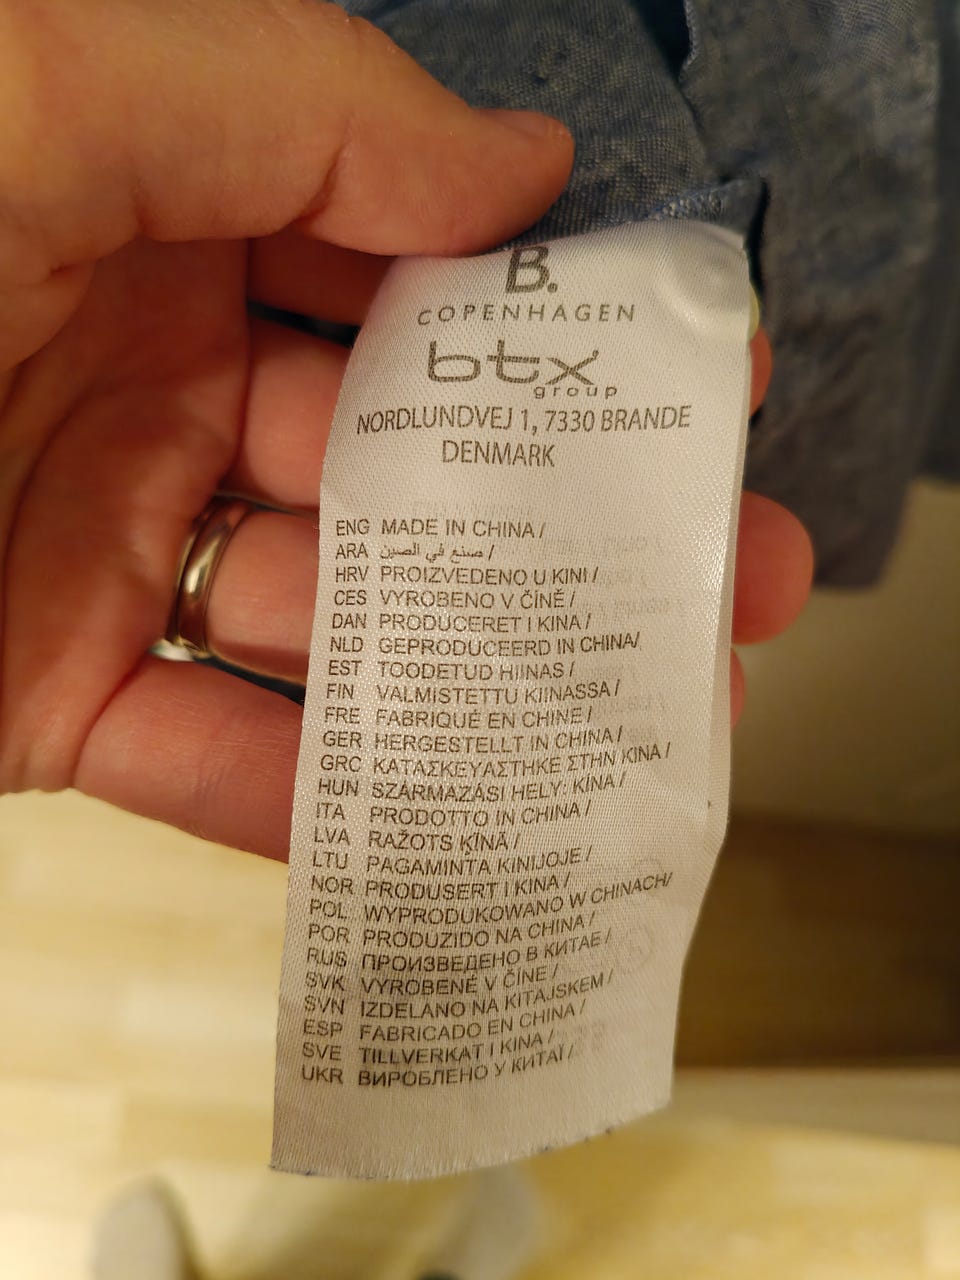 B.
COPENHAGEN
btx
group
NORDLUNDVEJ 1, 7330 BRANDE
DENMARK
ENG MADE IN CHINA /
ARA صنع في الصين /
HRV PROIZVEDENO U KINI /
CES VYROBENO V ČÍNĚ /
DAN PRODUCERET I KINA /
NLD GEPRODUCEERD IN CHINA/
EST TOODETUD HIINAS /
FIN VALMISTETTU KIINASSA /
FRE FABRIQUÉ EN CHINE /
GER HERGESTELLT IN CHINA /
GRC ΚΑΤΑΣΚΕΥΑΣΤΗΚΕ ΣΤΗΝ ΚΙΝΑ /
HUN SZÁRMAZÁSI HELY: KÍNA /
ITA PRODOTTO IN CHINA /
LVA RAŽOTS ĶĪNĀ /
LTU PAGAMINTA KINIJOJE /
NOR PRODUSERT I KINA /
POL WYPRODUKOWANO W CHINACH/
POR PRODUZIDO NA CHINA /
RUS ПРОИЗВЕДЕНО В КИТАЕ /
SVK VYROBENÉ V ČÍNE /
SVN IZDELANO NA KITAJSKEM /
ESP FABRICADO EN CHINA /
SVE TILLVERKAT I KINA /
UKR ВИРОБЛЕНО У КИТАЇ /